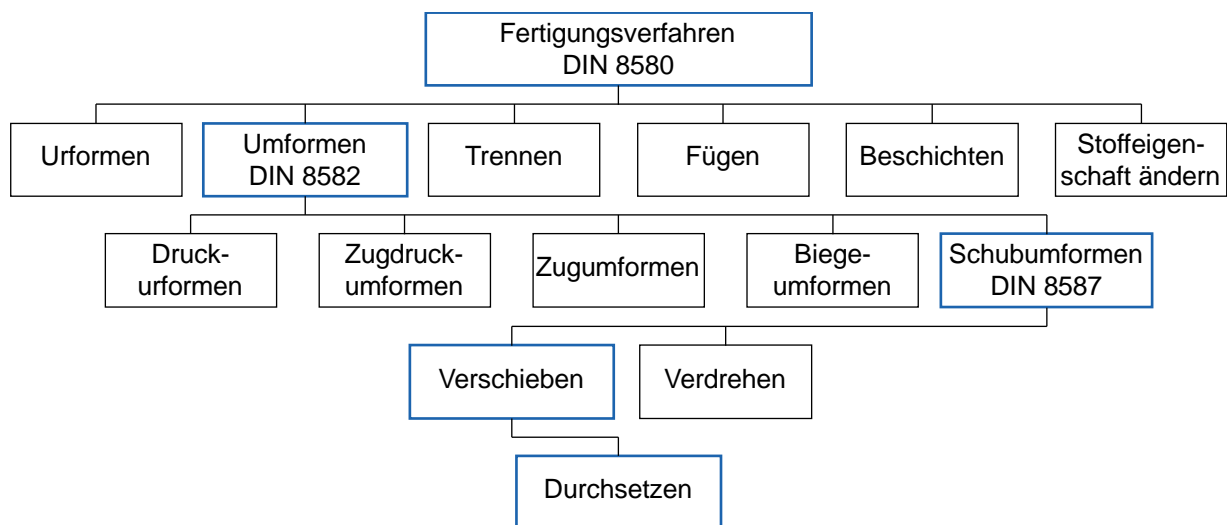 Fertigungsverfahren
DIN 8580
Urformen
Umformen
DIN 8582
Trennen
Fügen
Beschichten
Stoffeigen-
schaft ändern
Druck-
urformen
Zugdruck-
umformen
Zugumformen
Biege-
umformen
Schubumformen
DIN 8587
Verschieben
Verdrehen
Durchsetzen